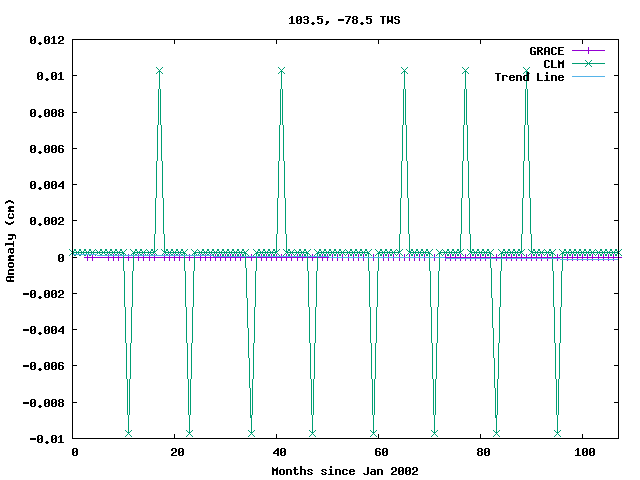 103.5, -78.5 TWS
GRACE
CLM
Trend Line
0.012
0.01
0.008
0.006
0.004
0.002
0
-0.002
-0.004
-0.006
-0.008
-0.01
Anomaly (cm)
0 20 40 60 80 100
Months since Jan 2002